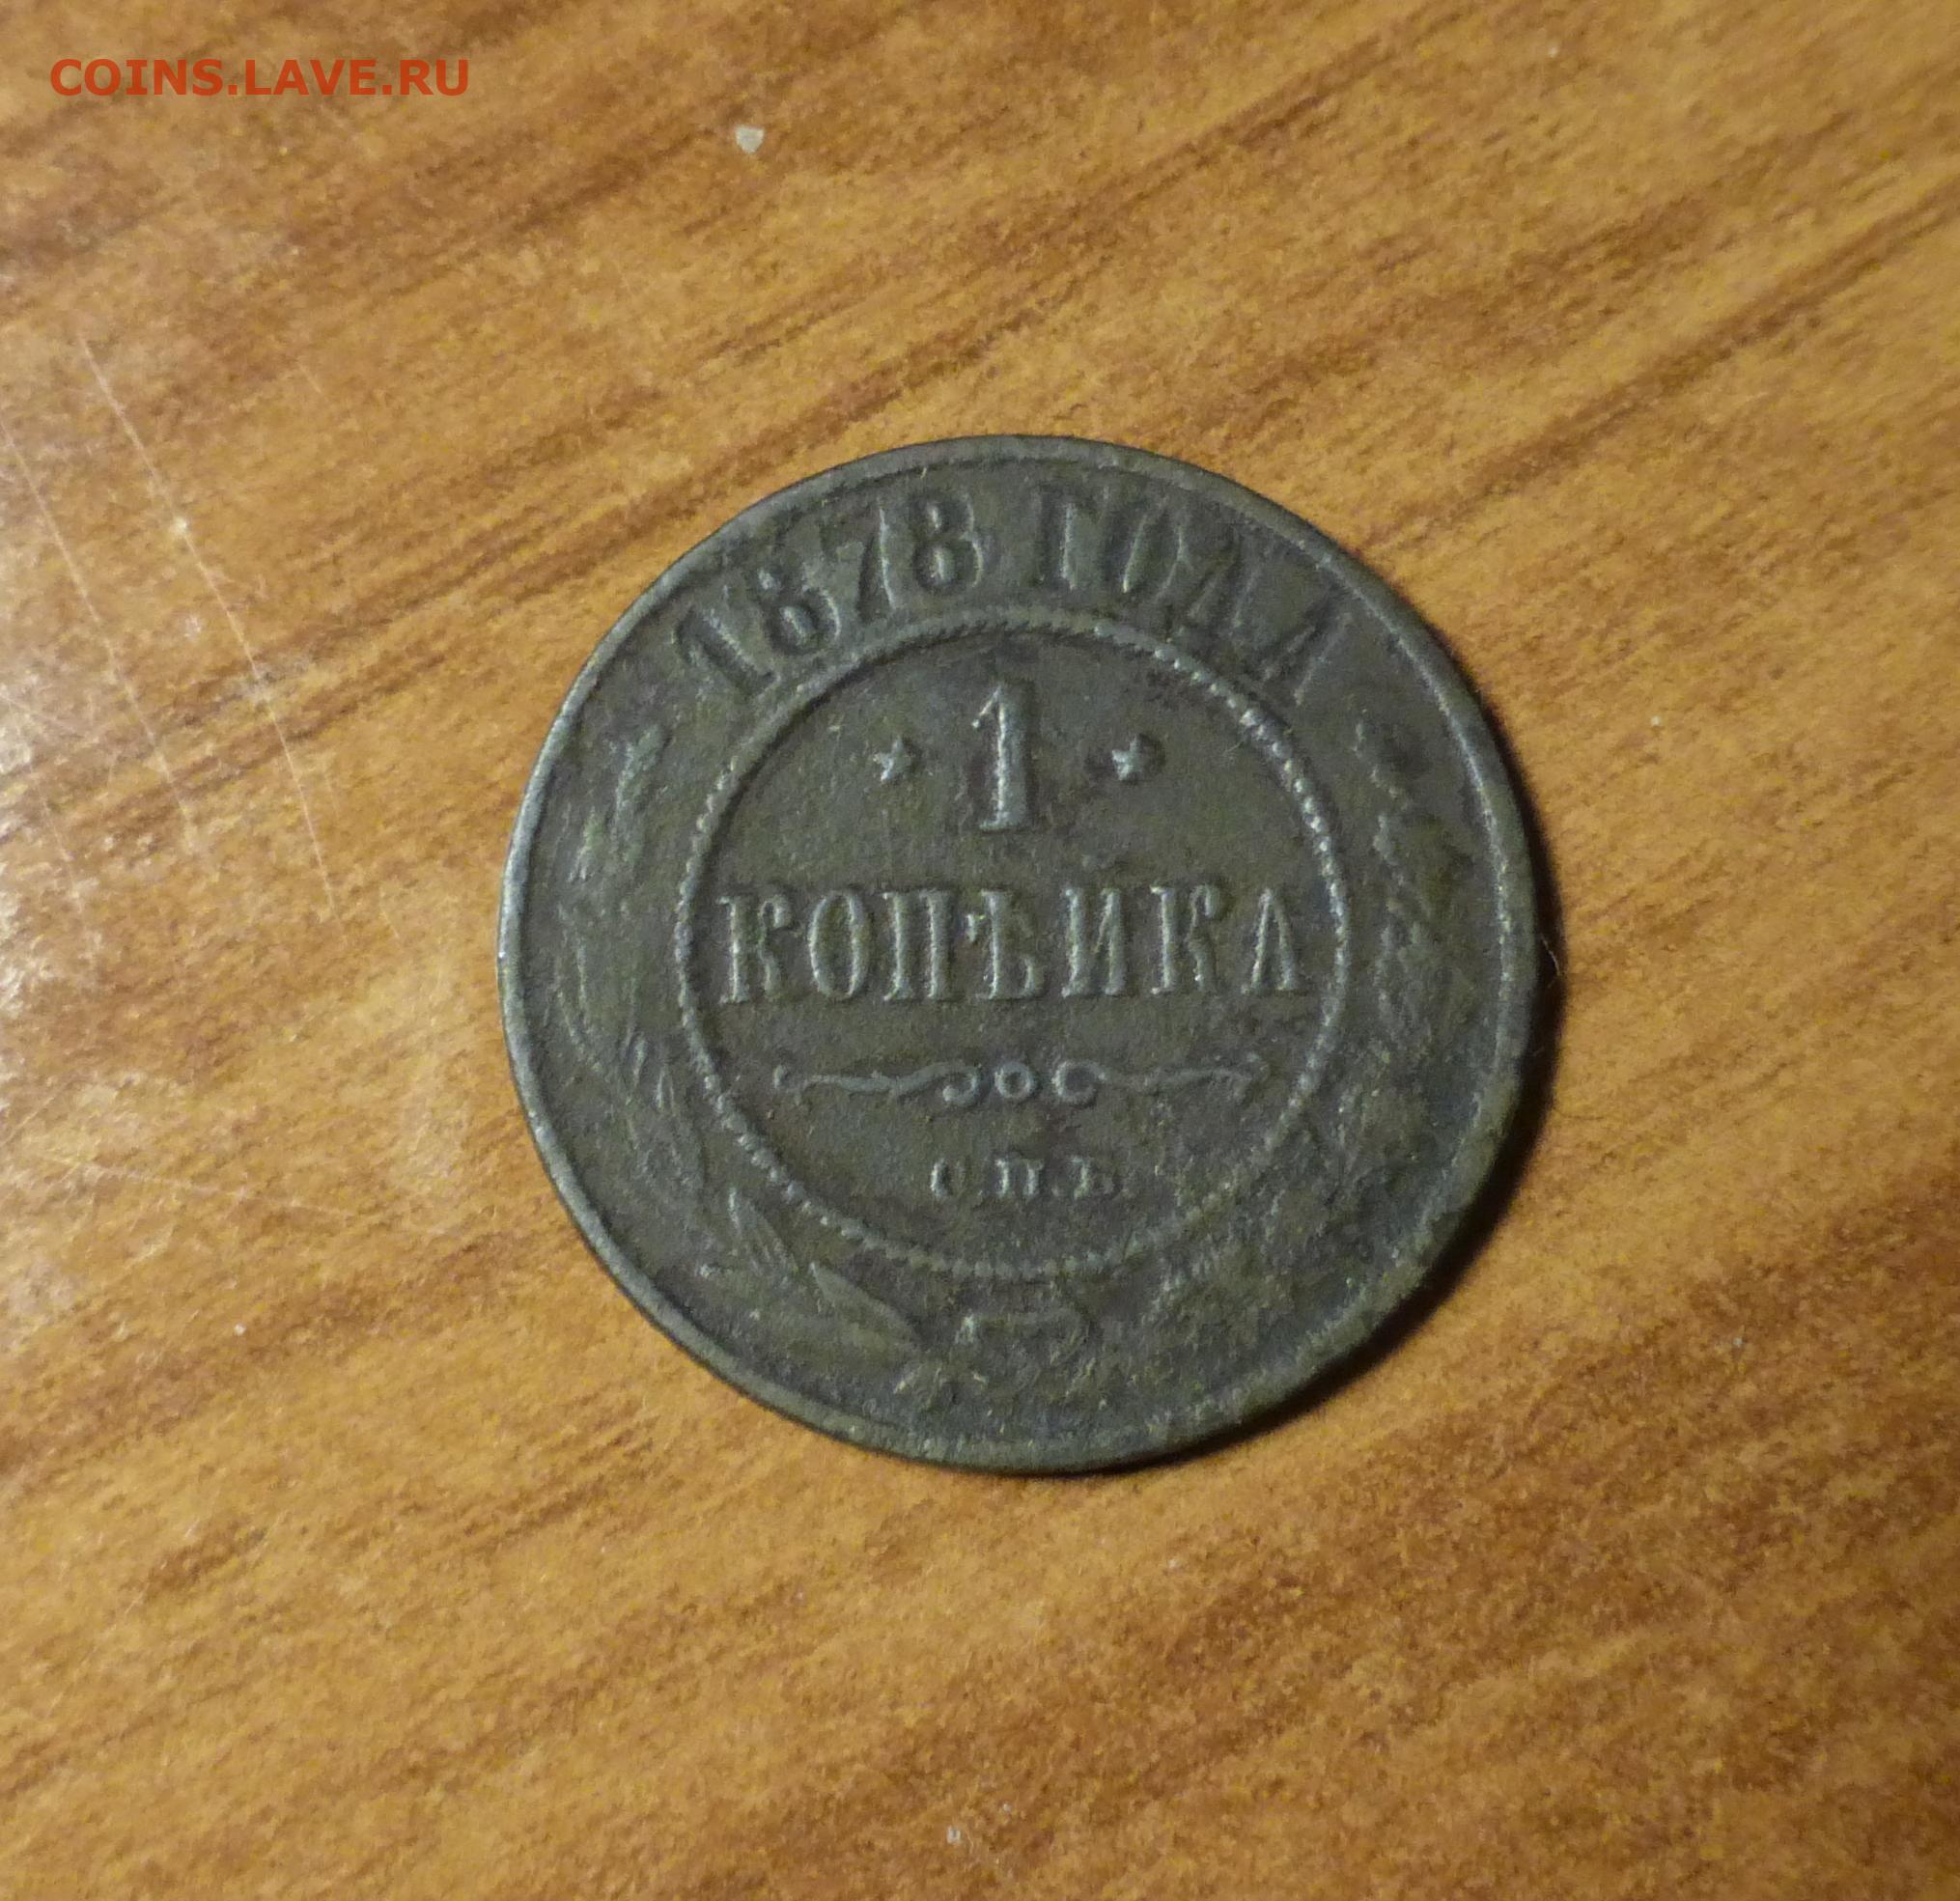 COINS.LAVE.RU
1878 ГОДА
1
КОПѢЙКА
С.П.Б.